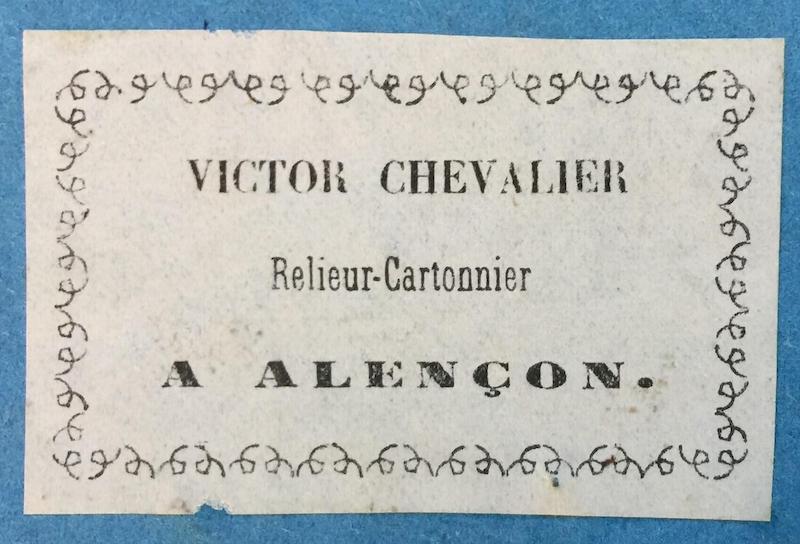 VICTOR CHEVALIER
Relieur-Cartonnier
A ALENÇON.